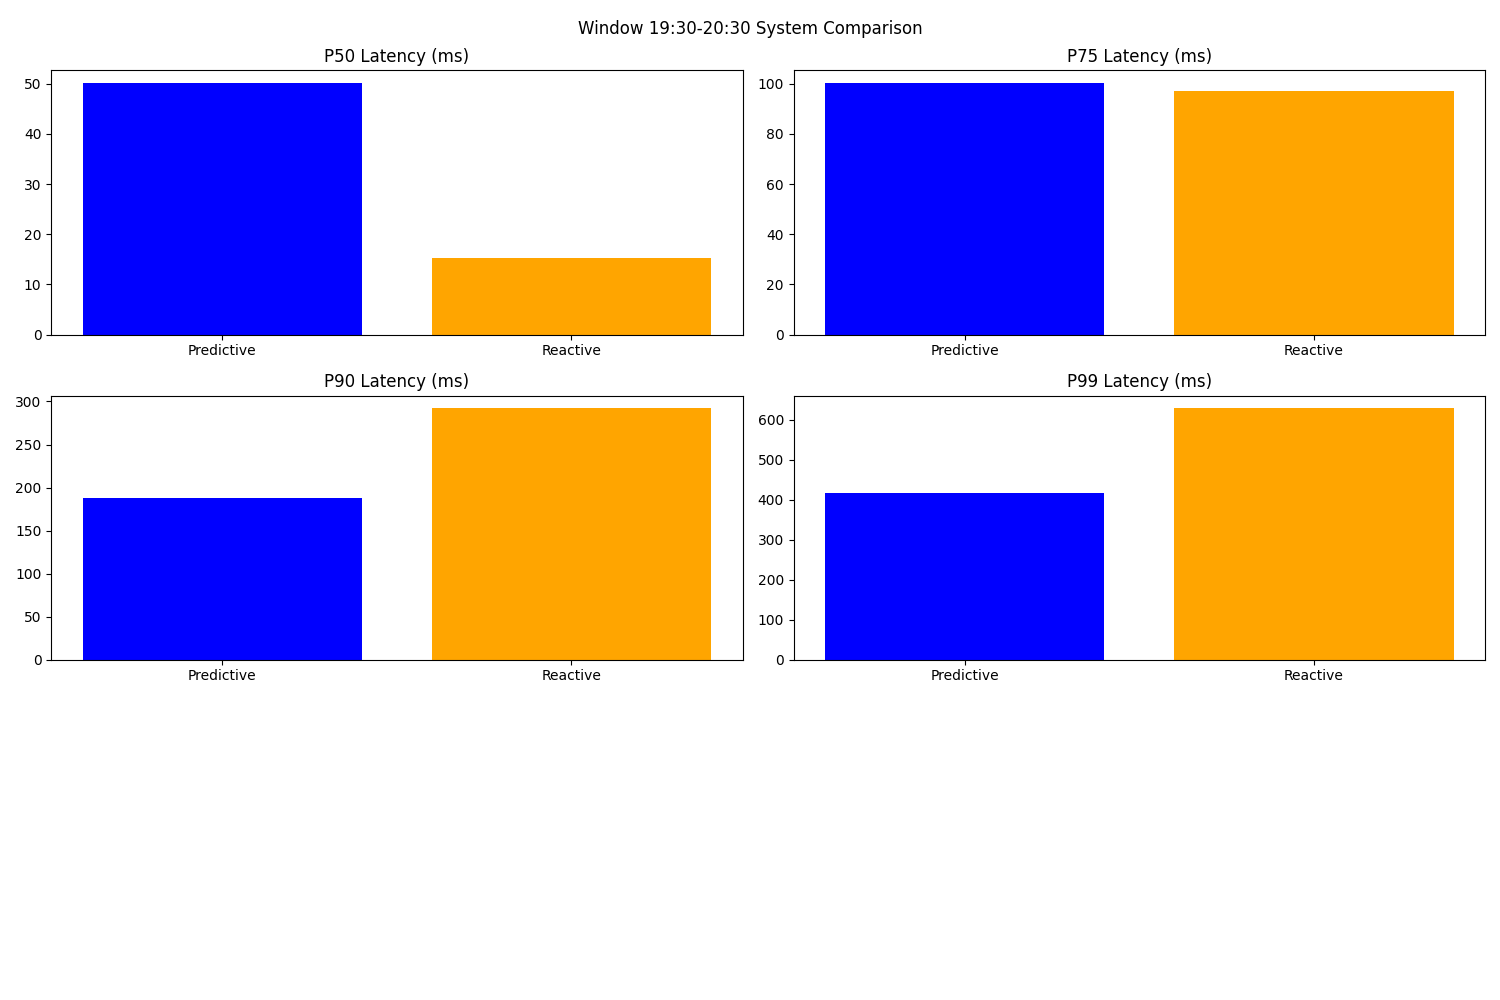 Window 19:30-20:30 System Comparison
P50 Latency (ms)
50
40
30
20
10
0
Predictive
Reactive
P75 Latency (ms)
100
80
60
40
20
0
Predictive
Reactive
P90 Latency (ms)
300
250
200
150
100
50
0
Predictive
Reactive
P99 Latency (ms)
600
500
400
300
200
100
0
Predictive
Reactive